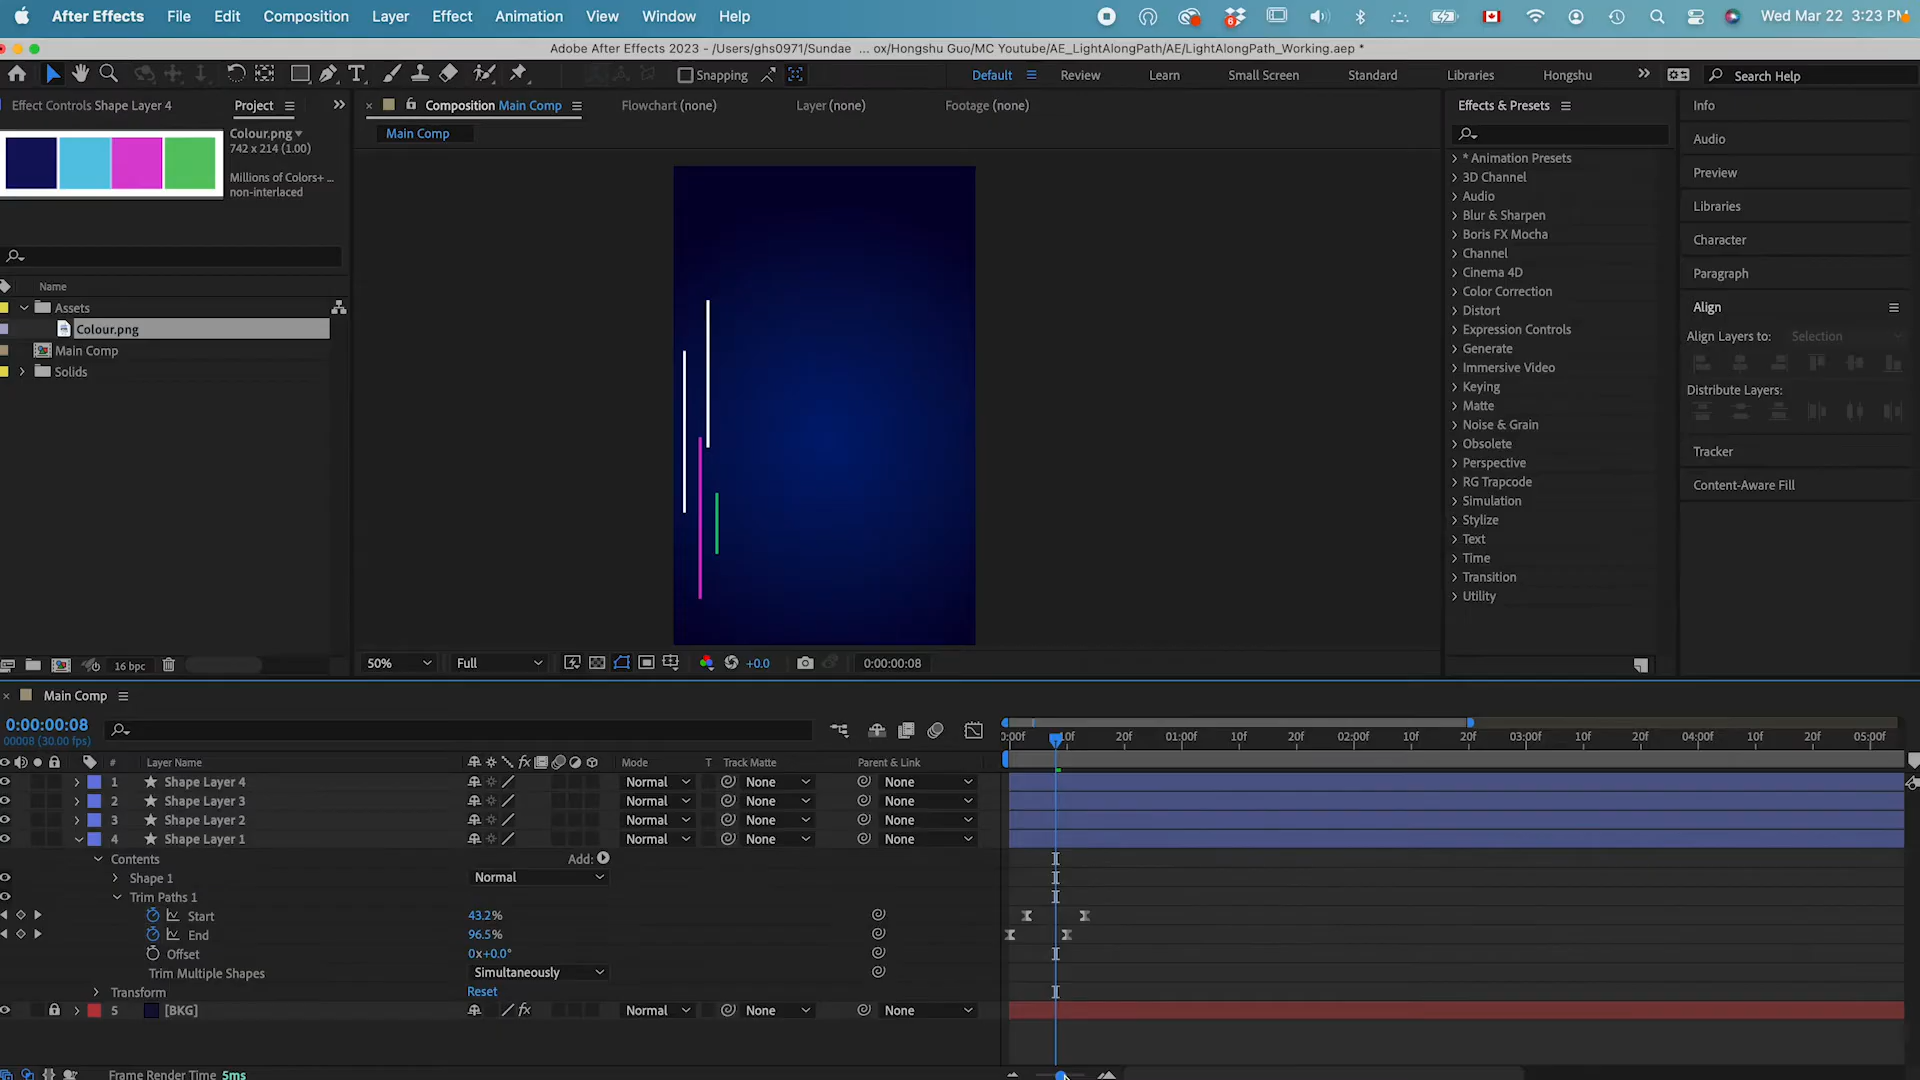 After Effects File Edit Composition Layer Effect Animation View Window Help 6 Wed Mar 22 3:23 PM
Adobe After Effects 2023 - /Users/ghs0971/Sundae ... ox/Hongshu Guo/MC Youtube/AE_LightAlongPath/AE/LightAlongPath_Working.aep *
Snapping Default Review Learn Small Screen Standard Libraries Hongshu Search Help
Effect Controls Shape Layer 4 Project Composition Main Comp Flowchart (none) Layer (none) Footage (none) Effects & Presets Info
Main Comp
Colour.png
742 x 214 (1.00)
Millions of Colors+ ...
non-interlaced
Name
Assets
Colour.png
Main Comp
Solids
16 bpc
50% Full +0.0 0:00:00:08
* Animation Presets
3D Channel
Audio
Blur & Sharpen
Boris FX Mocha
Channel
Cinema 4D
Color Correction
Distort
Expression Controls
Generate
Immersive Video
Keying
Matte
Noise & Grain
Obsolete
Perspective
RG Trapcode
Simulation
Stylize
Text
Time
Transition
Utility
Audio
Preview
Libraries
Character
Paragraph
Align
Align Layers to: Selection
Distribute Layers:
Tracker
Content-Aware Fill
Main Comp
0:00:00:08
00008 (30.00 fps)
0:00f 10f 20f 01:00f 10f 20f 02:00f 10f 20f 03:00f 10f 20f 04:00f 10f 20f 05:00f
# Layer Name fx Mode T Track Matte Parent & Link
1 Shape Layer 4 Normal None None
2 Shape Layer 3 Normal None None
3 Shape Layer 2 Normal None None
4 Shape Layer 1 Normal None None
Contents Add:
Shape 1 Normal
Trim Paths 1
Start 43.2%
End 96.5%
Offset 0x+0.0°
Trim Multiple Shapes Simultaneously
Transform Reset
5 [BKG] fx Normal None None
Frame Render Time 5ms